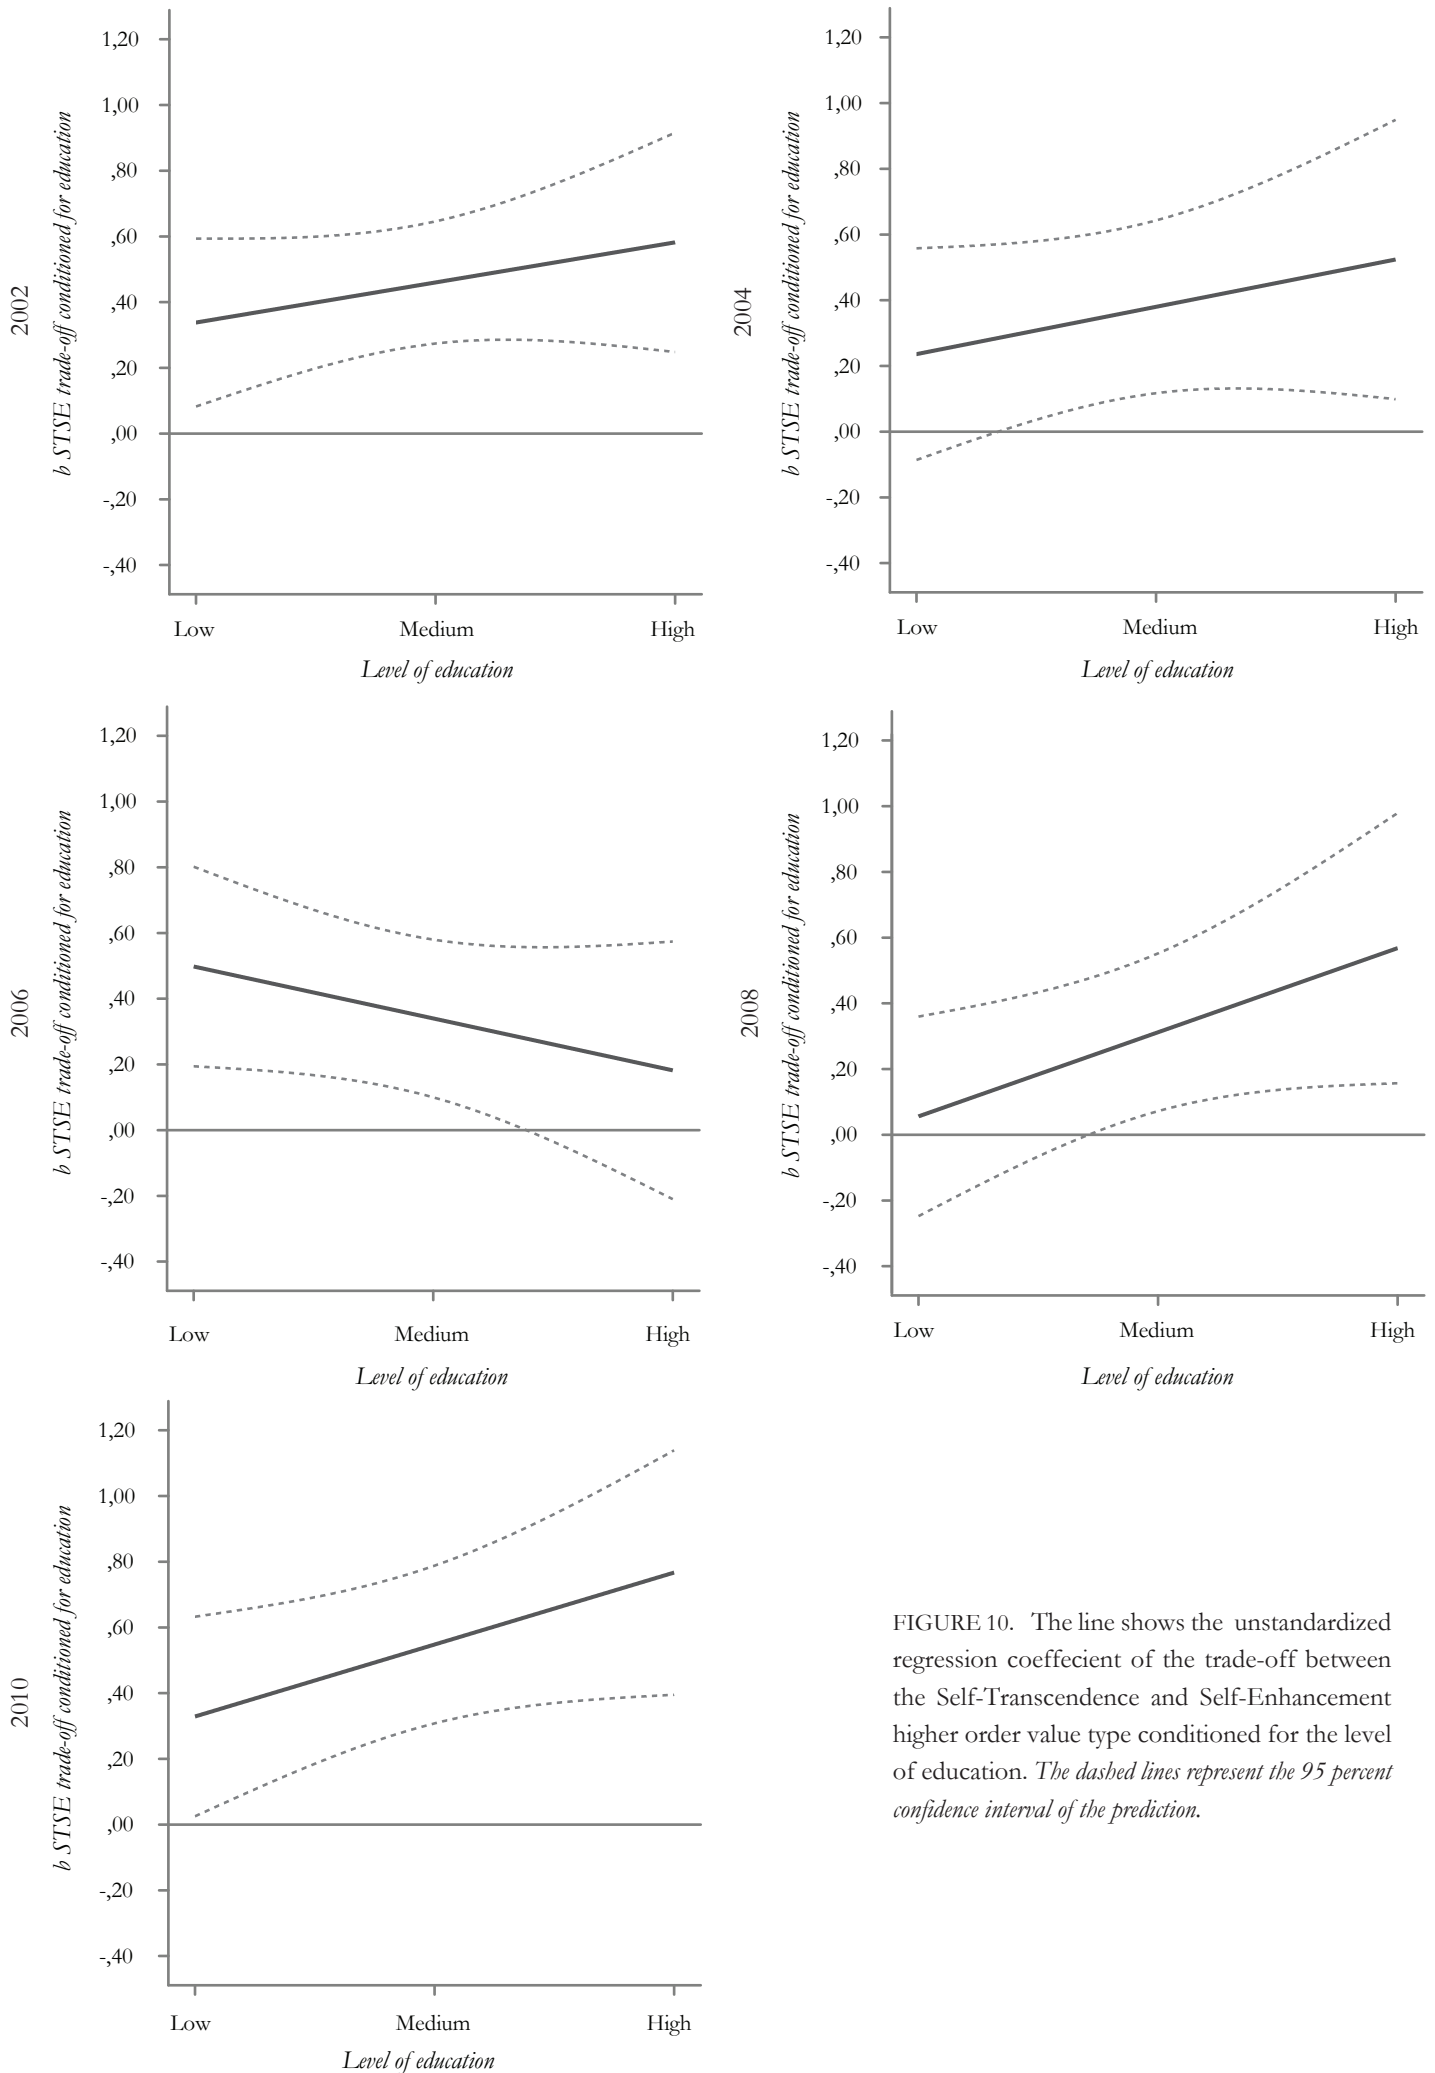 2002
b STSE trade-off conditioned for education
1,20
1,00
,80
,60
,40
,20
,00
-,20
-,40
Low Medium High
Level of education
2004
b STSE trade-off conditioned for education
1,20
1,00
,80
,60
,40
,20
,00
-,20
-,40
Low Medium High
Level of education
2006
b STSE trade-off conditioned for education
1,20
1,00
,80
,60
,40
,20
,00
-,20
-,40
Low Medium High
Level of education
2008
b STSE trade-off conditioned for education
1,20
1,00
,80
,60
,40
,20
,00
-,20
-,40
Low Medium High
Level of education
2010
b STSE trade-off conditioned for education
1,20
1,00
,80
,60
,40
,20
,00
-,20
-,40
Low Medium High
Level of education
FIGURE 10. The line shows the unstandardized
regression coeffecient of the trade-off between
the Self-Transcendence and Self-Enhancement
higher order value type conditioned for the level
of education. The dashed lines represent the 95 percent
confidence interval of the prediction.